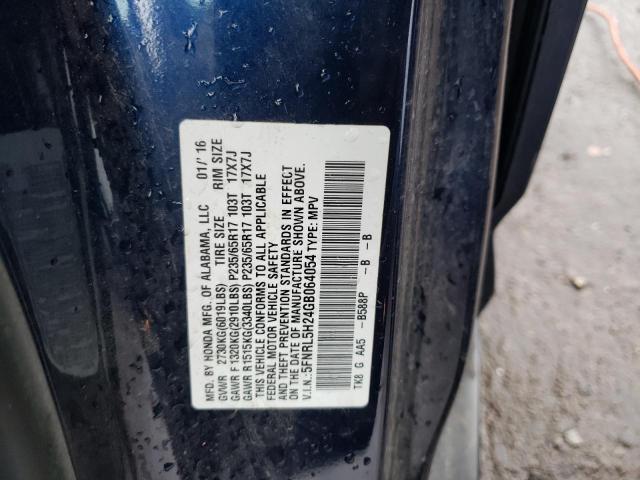 MFD. BY HONDA MFG. OF ALABAMA, LLC 01/'16
GVWR 2730KG(6019LBS) TIRE SIZE RIM SIZE
GAWR F 1320KG(2910LBS) P235/65R17 103T 17X7J
GAWR R1515KG(3340LBS) P235/65R17 103T 17X7J
THIS VEHICLE CONFORMS TO ALL APPLICABLE
FEDERAL MOTOR VEHICLE SAFETY
AND THEFT PREVENTION STANDARDS IN EFFECT
ON THE DATE OF MANUFACTURE SHOWN ABOVE.
V.I.N.:5FNRL5H24GB064054 TYPE: MPV
TK8 G AA5 -B588P -B -B